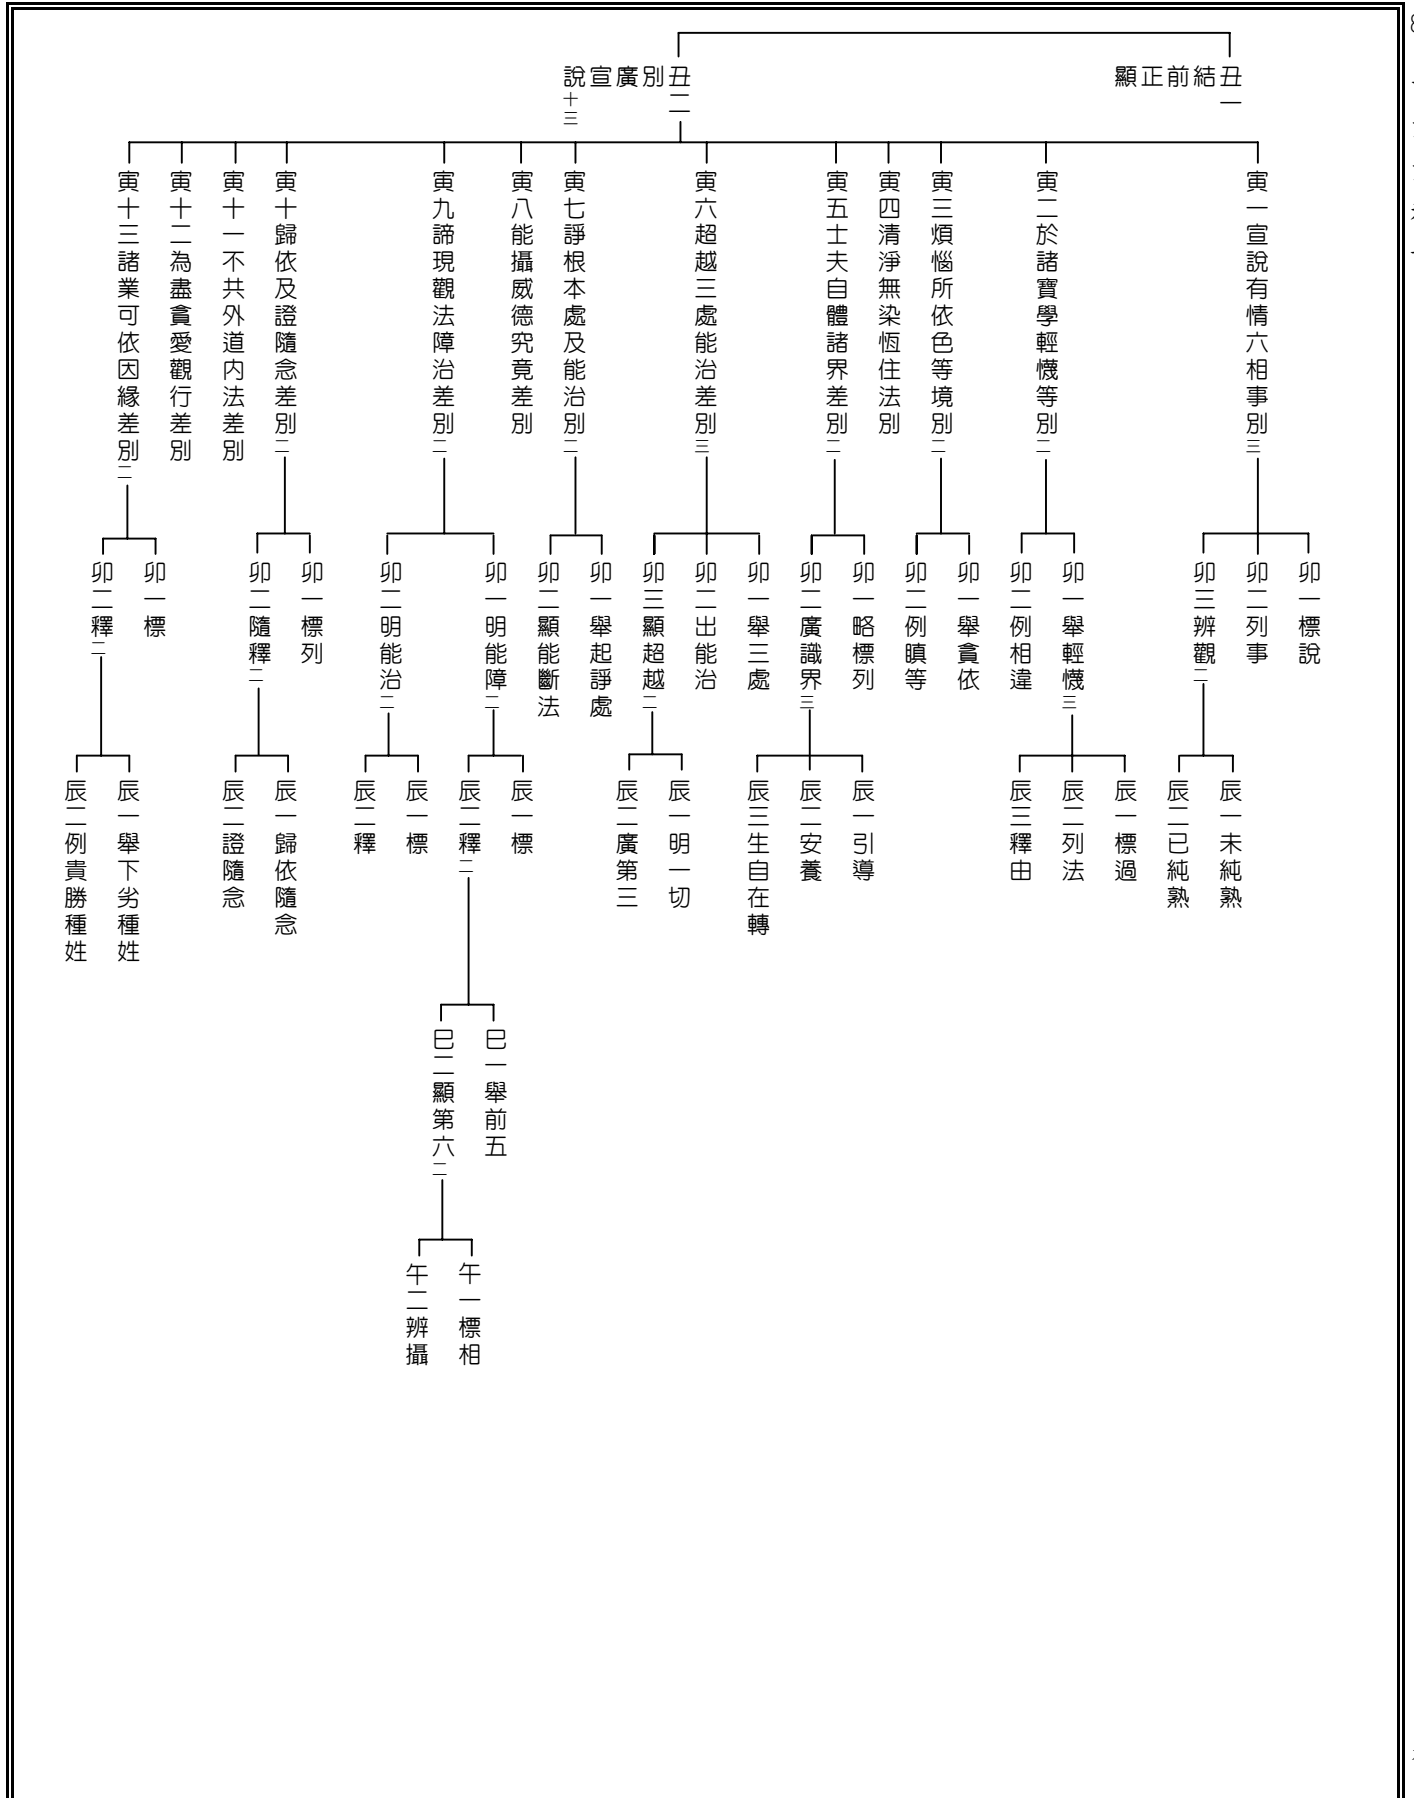 丑一結前正顯
丑二別廣宣說十三
寅一宣說有情六相事別三
寅二於諸寶學輕懱等別二
寅三煩惱所依色等境別二
寅四清淨無染恆住法別
寅五士夫自體諸界差別二
寅六超越三處能治差別三
寅七諍根本處及能治別二
寅八能攝威德究竟差別
寅九諦現觀法障治差別二
寅十歸依及證隨念差別二
寅十一不共外道內法差別
寅十二為盡貪愛觀行差別
寅十三諸業可依因緣差別二
卯一標說
卯二列事
卯三辨觀二
卯一舉輕懱三
卯二例相違
卯一舉貪依
卯二例瞋等
卯一略標列
卯二廣識界三
卯一舉三處
卯二出能治
卯三顯超越二
卯一舉起諍處
卯二顯能斷法
卯一明能障二
卯二明能治二
卯一標列
卯二隨釋二
卯一標
卯二釋二
辰一未純熟
辰二已純熟
辰一標過
辰二列法
辰三釋由
辰一引導
辰二安養
辰三生自在轉
辰一明一切
辰二廣第三
辰一標
辰二釋二
辰一標
辰二釋
辰一歸依隨念
辰二證隨念
辰一舉下劣種姓
辰二例貴勝種姓
巳一舉前五
巳二顯第六二
午一標相
午二辨攝